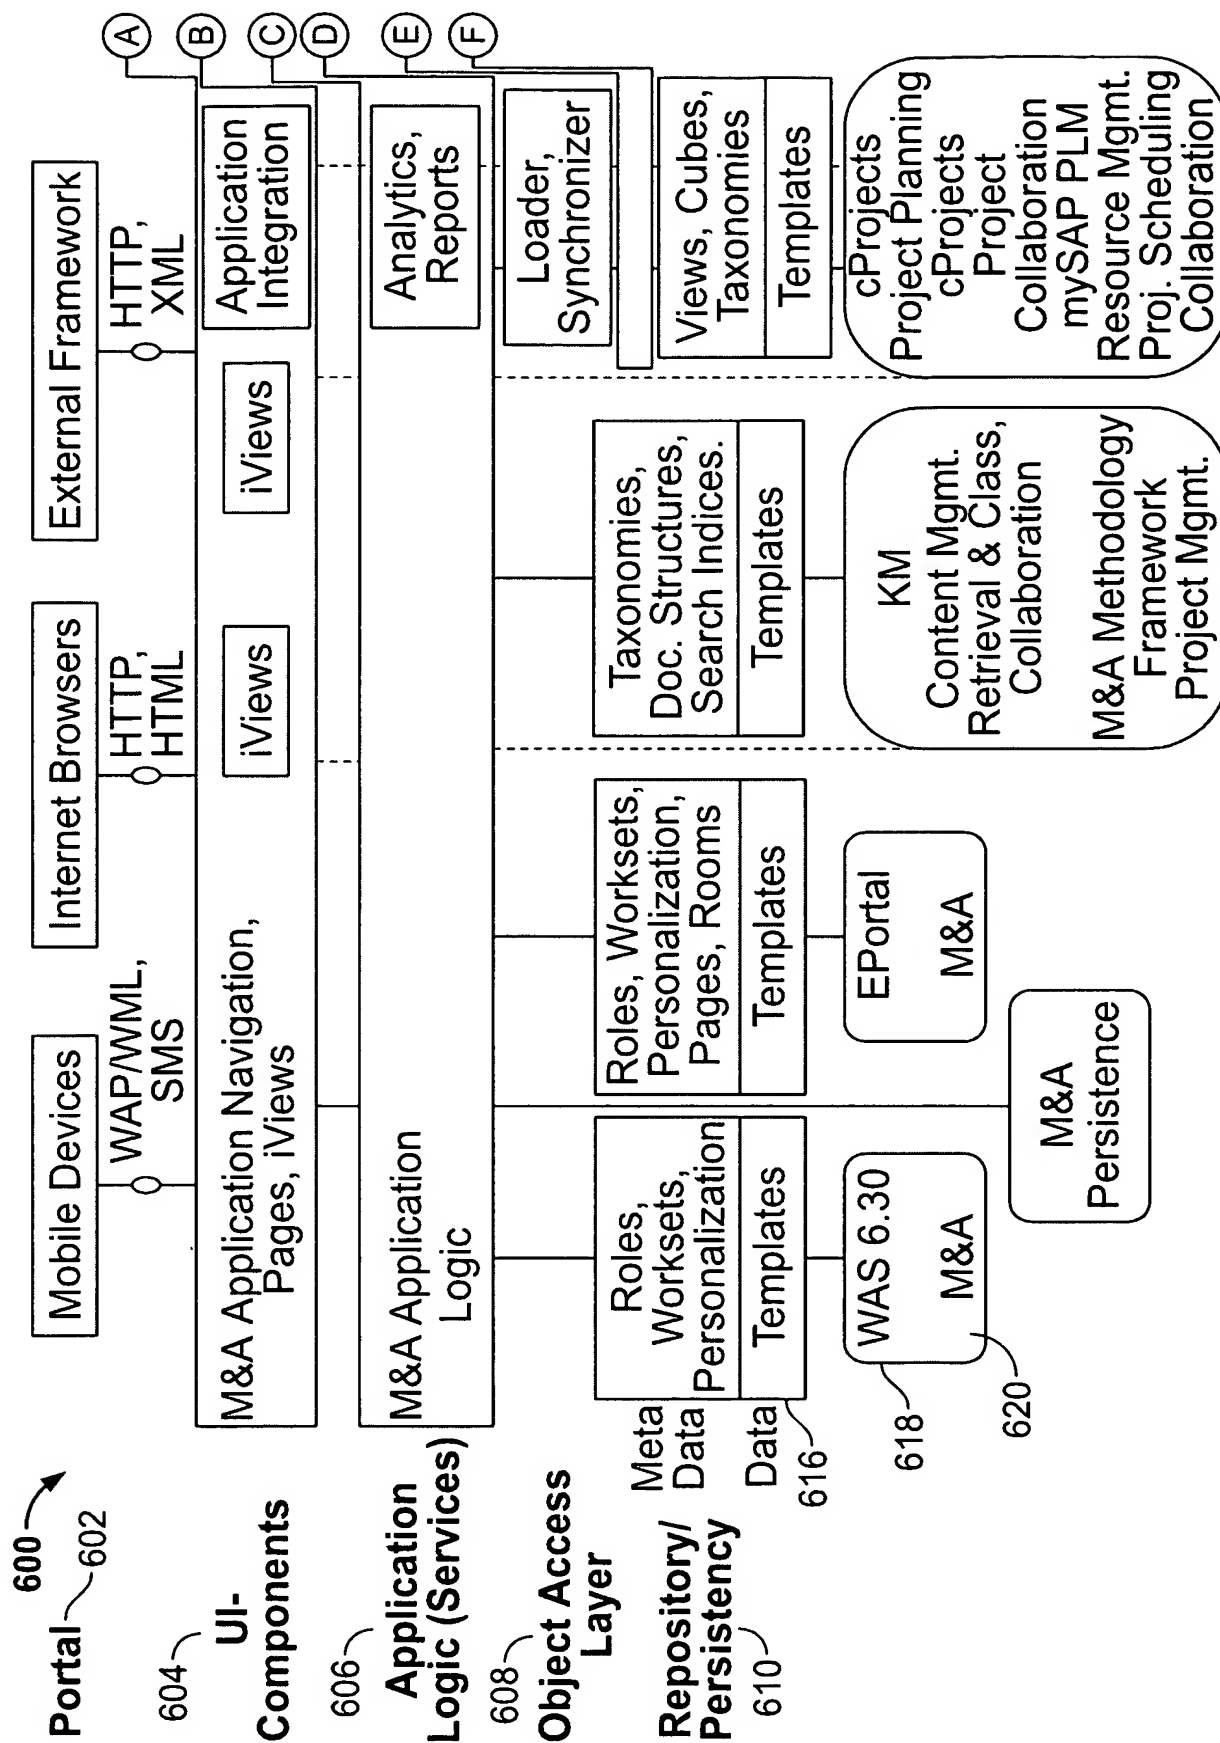 600
Portal 602
Mobile Devices
Internet Browsers
External Framework
WAP/WML,
SMS
HTTP,
HTML
HTTP,
XML
A
B
C
D
E
F
604
UI-
Components
M&A Application Navigation,
Pages, iViews
iViews
iViews
Application
Integration
606
Application
Logic (Services)
M&A Application
Logic
Analytics,
Reports
608
Object Access
Layer
Loader,
Synchronizer
Repository/
Persistency
610
Meta
Data
Data
616
Roles,
Worksets,
Personalization
Templates
Roles, Worksets,
Personalization,
Pages, Rooms
Templates
Taxonomies,
Doc. Structures,
Search Indices.
Templates
Views, Cubes,
Taxonomies
Templates
618
WAS 6.30
M&A
620
EPortal
M&A
M&A
Persistence
KM
Content Mgmt.
Retrieval & Class,
Collaboration
M&A Methodology
Framework
Project Mgmt.
cProjects
Project Planning
cProjects
Project
Collaboration
mySAP PLM
Resource Mgmt.
Proj. Scheduling
Collaboration